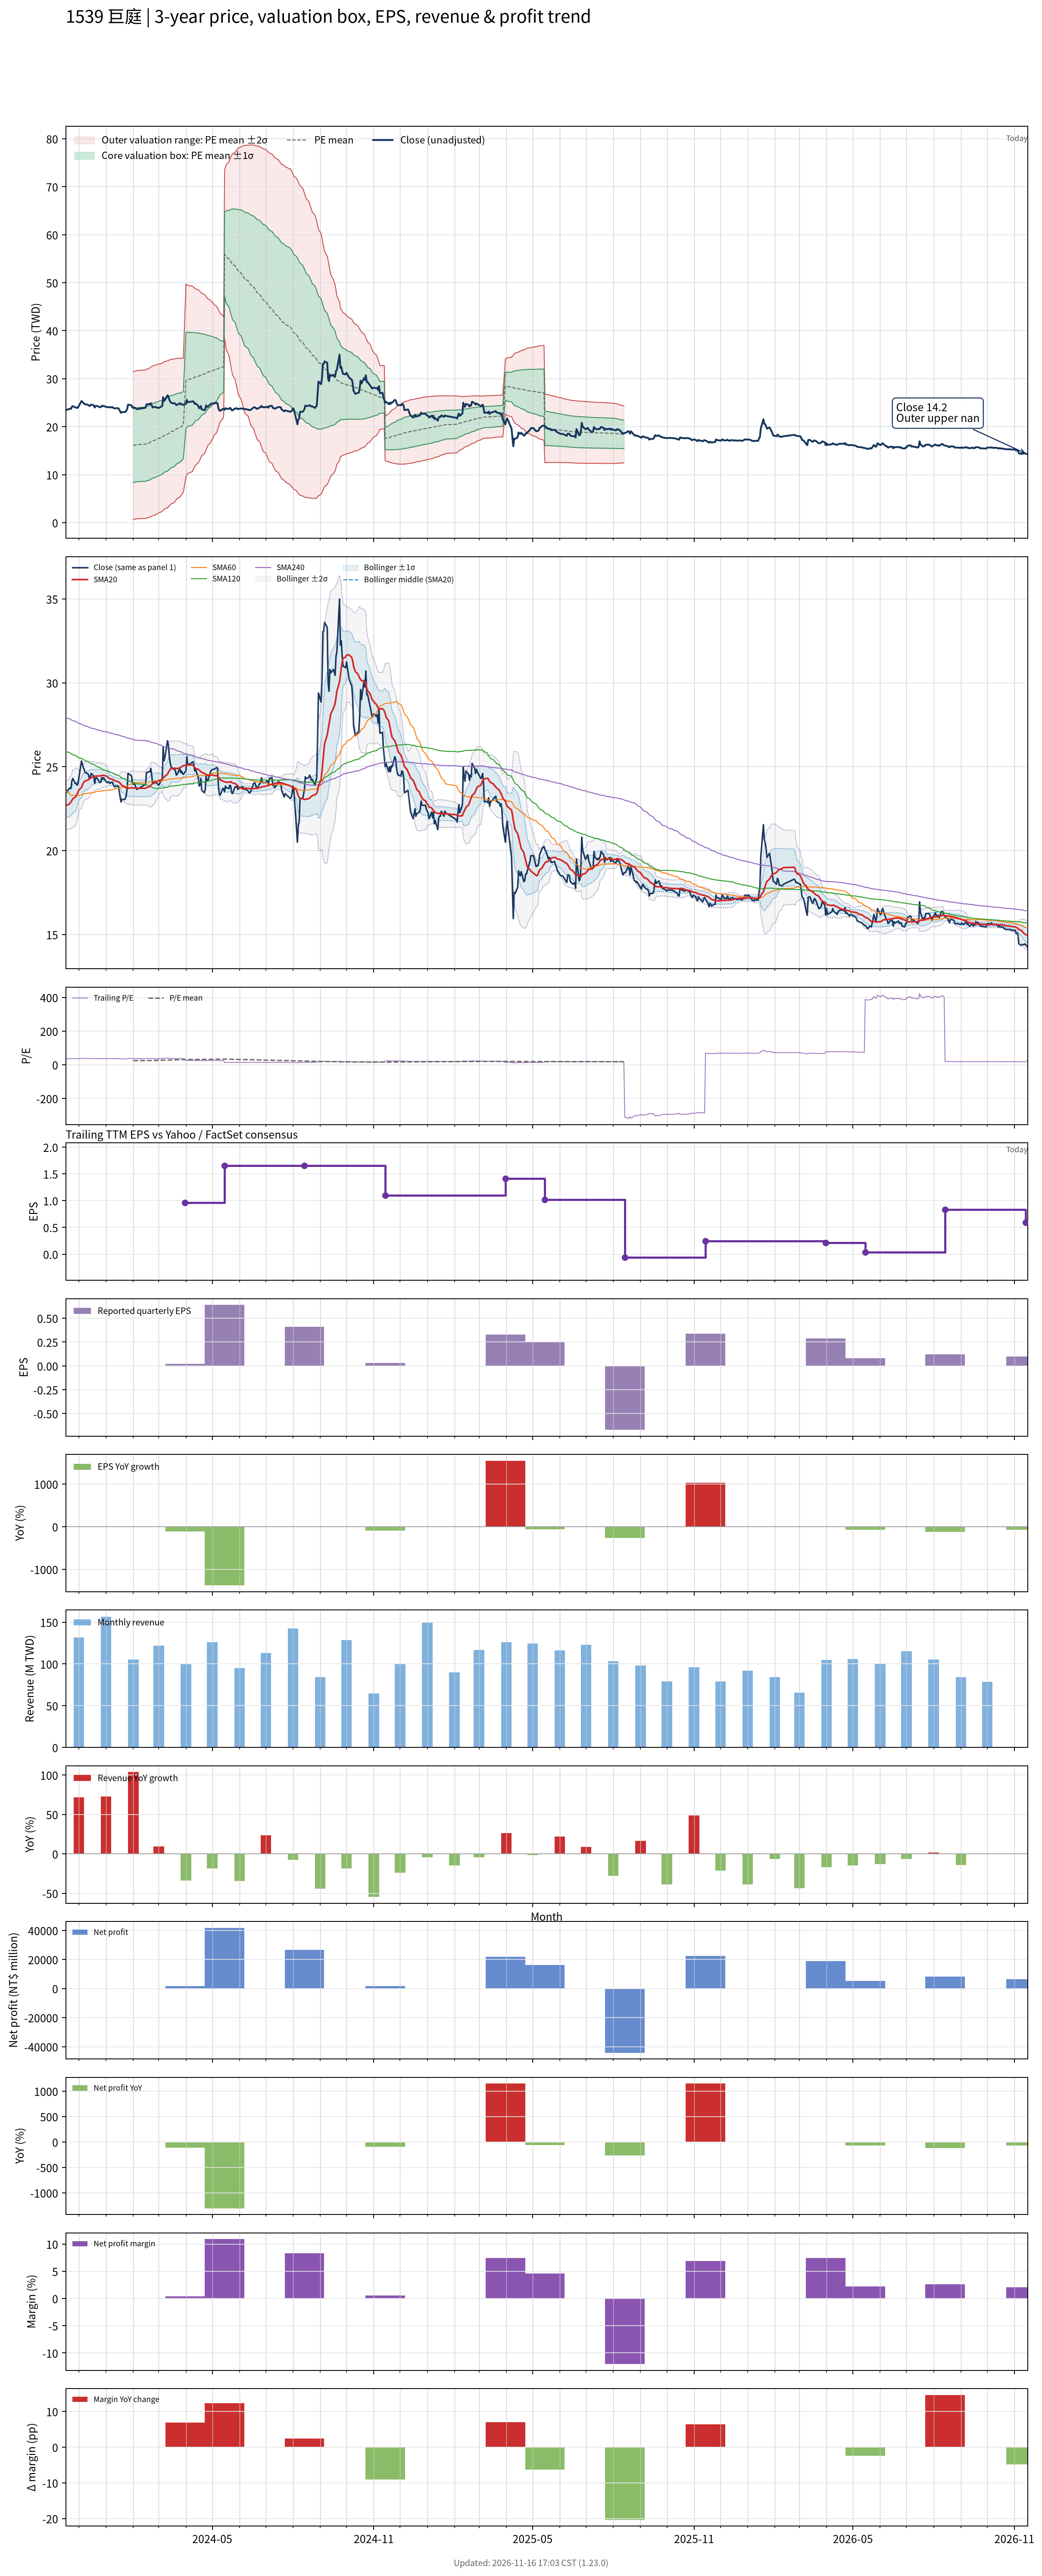 1539 巨庭 | 3-year price, valuation box, EPS, revenue & profit trend
Outer valuation range: PE mean ±2σ
Core valuation box: PE mean ±1σ
PE mean
Close (unadjusted)
Today
80
70
60
50
40
30
20
10
0
Price (TWD)
Close 14.2
Outer upper nan
Close (same as panel 1)
SMA20
SMA60
SMA120
SMA240
Bollinger ±2σ
Bollinger ±1σ
Bollinger middle (SMA20)
35
30
25
20
15
Price
Trailing P/E
P/E mean
400
200
0
-200
P/E
Trailing TTM EPS vs Yahoo / FactSet consensus
Today
2.0
1.5
1.0
0.5
0.0
EPS
Reported quarterly EPS
0.50
0.25
0.00
-0.25
-0.50
EPS
EPS YoY growth
1000
0
-1000
YoY (%)
Monthly revenue
150
100
50
0
Revenue (M TWD)
Revenue YoY growth
100
50
0
-50
YoY (%)
Month
Net profit
40000
20000
0
-20000
-40000
Net profit (NT$ million)
Net profit YoY
1000
500
0
-500
-1000
YoY (%)
Net profit margin
10
5
0
-5
-10
Margin (%)
Margin YoY change
10
0
-10
-20
Δ margin (pp)
2024-05
2024-11
2025-05
2025-11
2026-05
2026-11
Updated: 2026-11-16 17:03 CST (1.23.0)